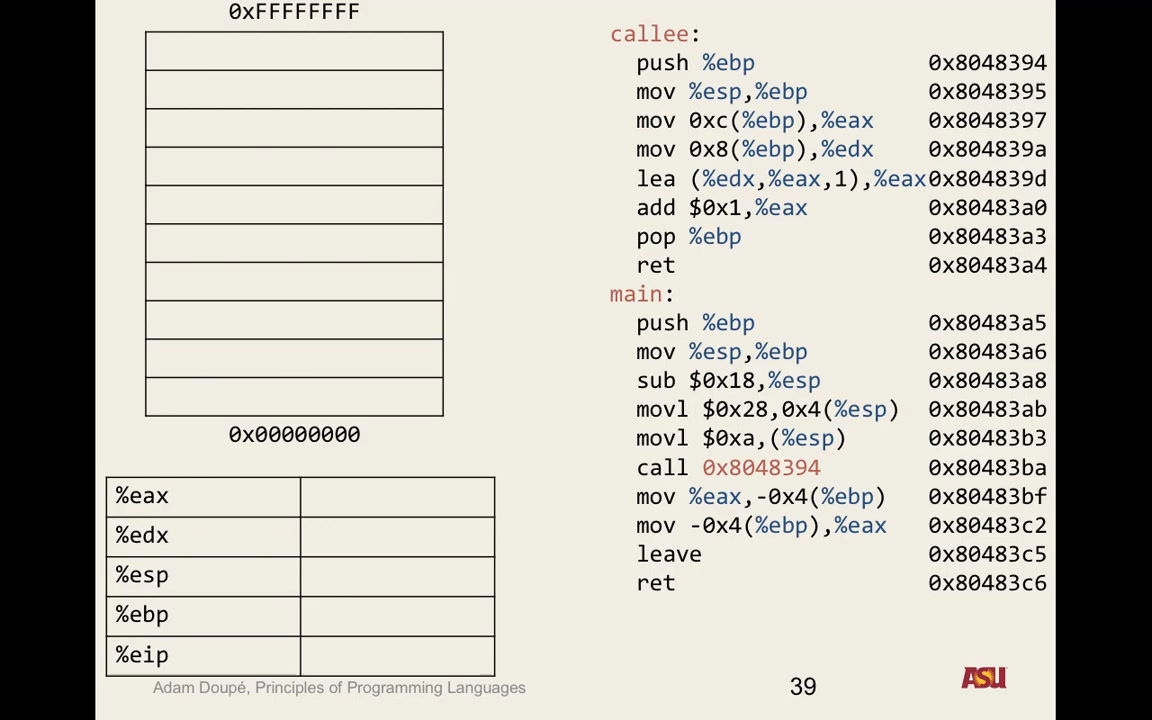 0xFFFFFFFF
0x00000000
%eax
%edx
%esp
%ebp
%eip
callee:
push %ebp 0x8048394
mov %esp,%ebp 0x8048395
mov 0xc(%ebp),%eax 0x8048397
mov 0x8(%ebp),%edx 0x804839a
lea (%edx,%eax,1),%eax 0x804839d
add $0x1,%eax 0x80483a0
pop %ebp 0x80483a3
ret 0x80483a4
main:
push %ebp 0x80483a5
mov %esp,%ebp 0x80483a6
sub $0x18,%esp 0x80483a8
movl $0x28,0x4(%esp) 0x80483ab
movl $0xa,(%esp) 0x80483b3
call 0x8048394 0x80483ba
mov %eax,-0x4(%ebp) 0x80483bf
mov -0x4(%ebp),%eax 0x80483c2
leave 0x80483c5
ret 0x80483c6
Adam Doupé, Principles of Programming Languages
39
ASU